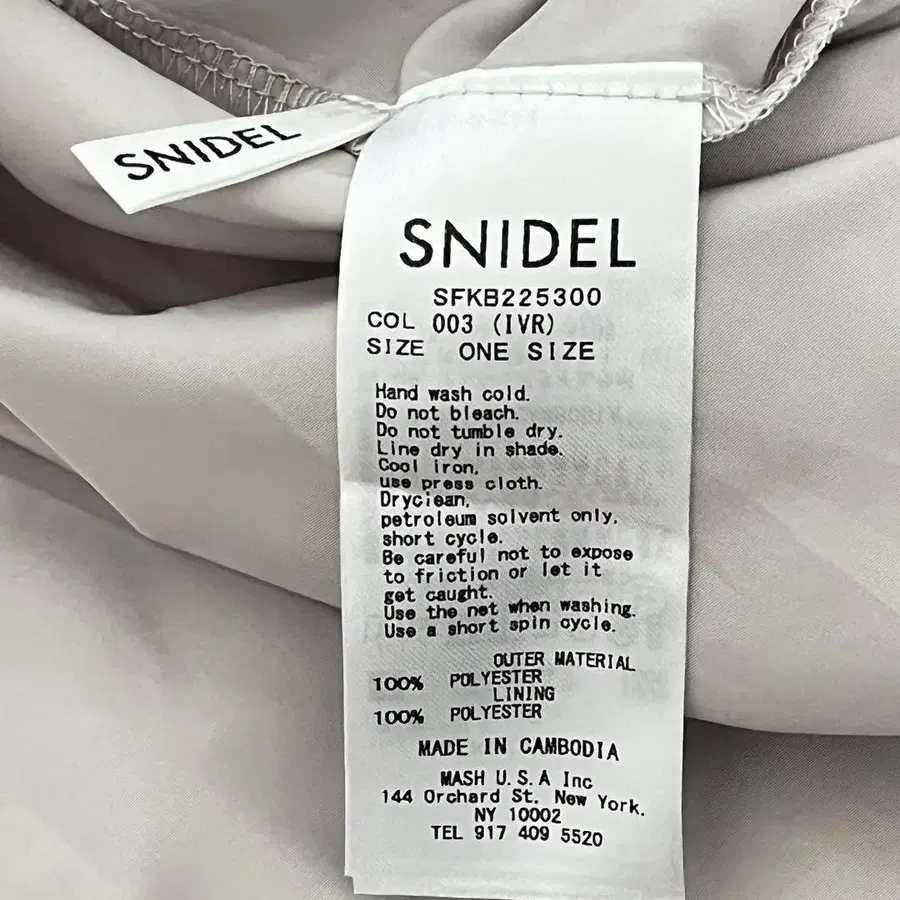 SNIDEL
SNIDEL
SFKB225300
COL 003 (IVR)
SIZE ONE SIZE
Hand wash cold.
Do not bleach.
Do not tumble dry.
Line dry in shade.
Cool iron,
use press cloth.
Dryclean,
petroleum solvent only,
short cycle.
Be careful not to expose
to friction or let it
get caught.
Use the net when washing.
Use a short spin cycle.
OUTER MATERIAL
100% POLYESTER
LINING
100% POLYESTER
MADE IN CAMBODIA
MASH U.S.A Inc
144 Orchard St. New York.
NY 10002
TEL 917 409 5520